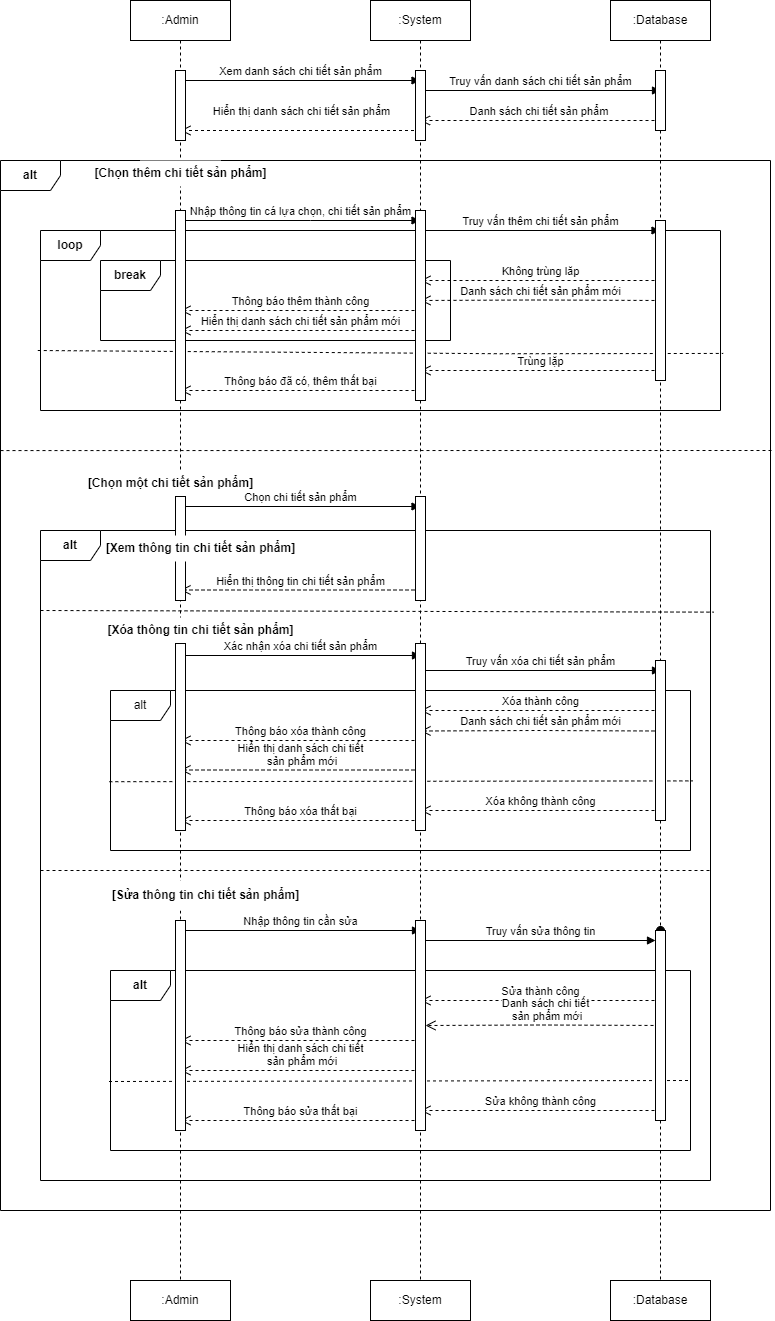 :Admin
:System
:Database
Xem danh sách chi tiết sản phẩm
Truy vấn danh sách chi tiết sản phẩm
Hiển thị danh sách chi tiết sản phẩm
Danh sách chi tiết sản phẩm
alt
[Chọn thêm chi tiết sản phẩm]
Nhập thông tin cá lựa chọn, chi tiết sản phẩm
Truy vấn thêm chi tiết sản phẩm
loop
break
Không trùng lăp
Danh sách chi tiết sản phẩm mới
Thông báo thêm thành công
Hiển thị danh sách chi tiết sản phẩm mới
Trùng lặp
Thông báo đã có, thêm thất bại
[Chọn một chi tiết sản phẩm]
Chọn chi tiết sản phẩm
alt
[Xem thông tin chi tiết sản phẩm]
Hiển thị thông tin chi tiết sản phẩm
[Xóa thông tin chi tiết sản phẩm]
Xác nhận xóa chi tiết sản phẩm
Truy vấn xóa chi tiết sản phẩm
alt
Xóa thành công
Danh sách chi tiết sản phẩm mới
Thông báo xóa thành công
Hiển thị danh sách chi tiết
sản phẩm mới
Xóa không thành công
Thông báo xóa thất bại
[Sửa thông tin chi tiết sản phẩm]
Nhập thông tin cần sửa
Truy vấn sửa thông tin
alt
Sửa thành công
Danh sách chi tiết
sản phẩm mới
Thông báo sửa thành công
Hiển thị danh sách chi tiết
sản phẩm mới
Sửa không thành công
Thông báo sửa thất bại
:Admin
:System
:Database